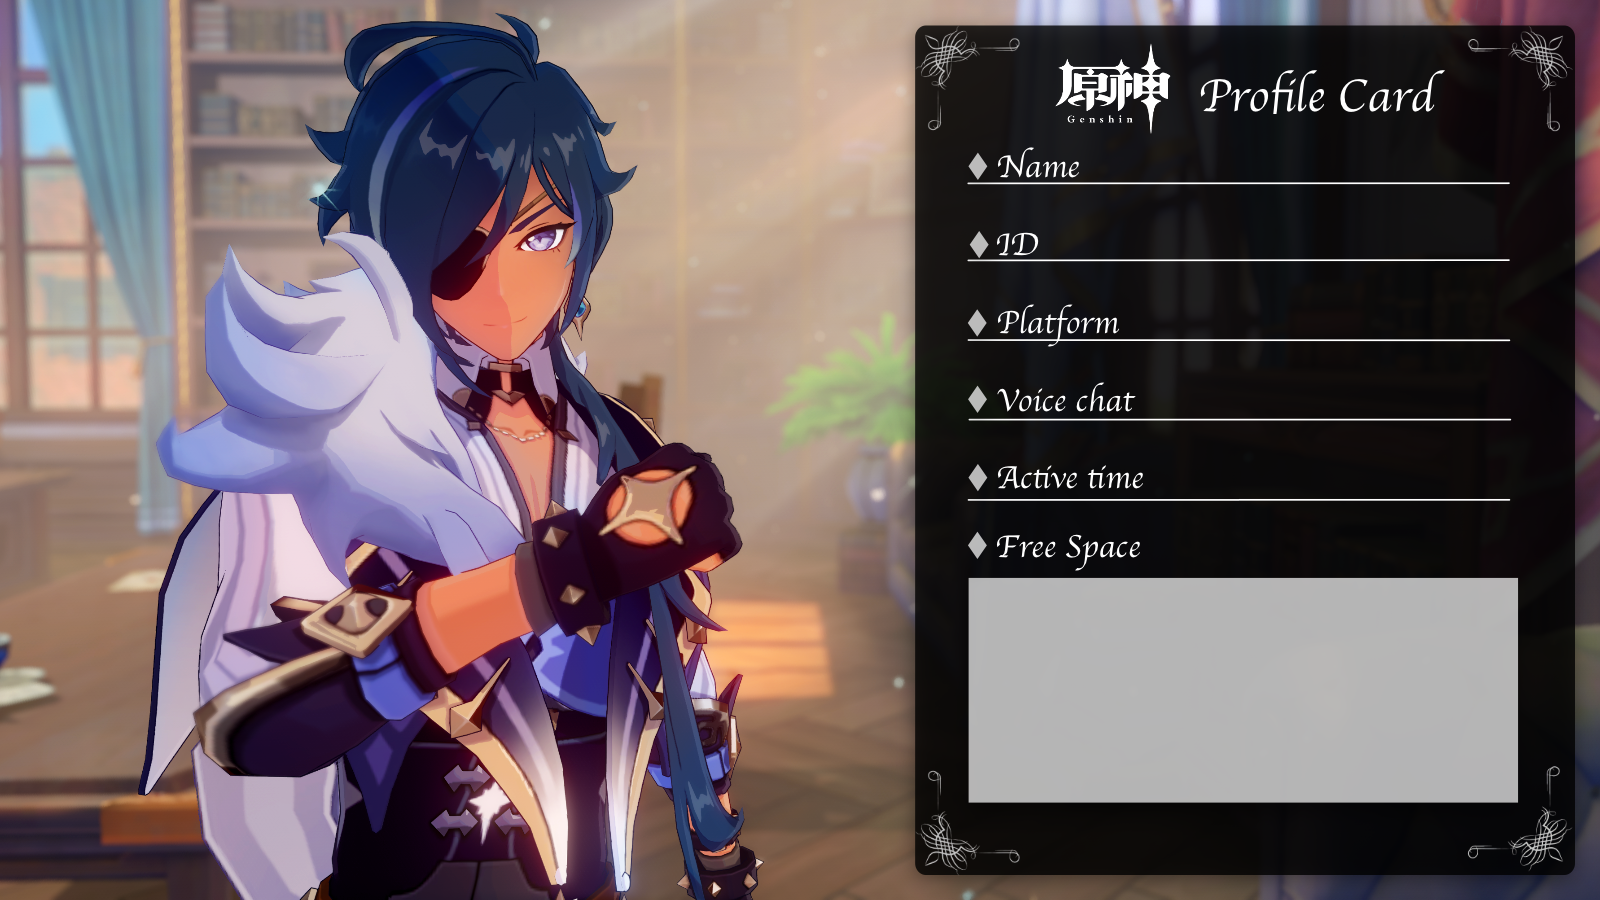 原神
Genshin
Profile Card
Name
ID
Platform
Voice chat
Active time
Free Space